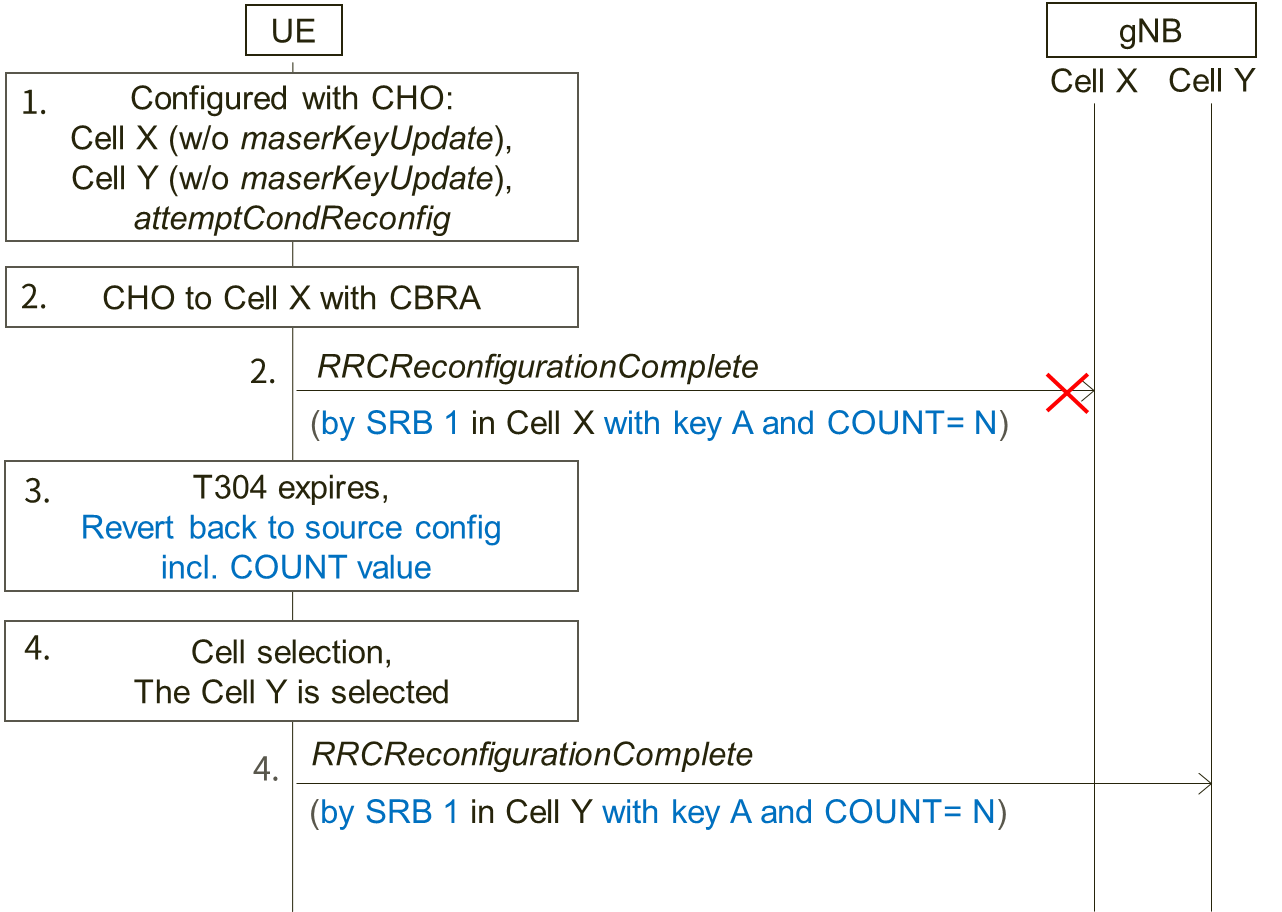 UE
gNB
Cell X
Cell Y
1.
Configured with CHO:
Cell X (w/o maserKeyUpdate),
Cell Y (w/o maserKeyUpdate),
attemptCondReconfig
2.
CHO to Cell X with CBRA
2.
RRCReconfigurationComplete
(by SRB 1 in Cell X with key A and COUNT= N)
3.
T304 expires,
Revert back to source config
incl. COUNT value
4.
Cell selection,
The Cell Y is selected
4.
RRCReconfigurationComplete
(by SRB 1 in Cell Y with key A and COUNT= N)